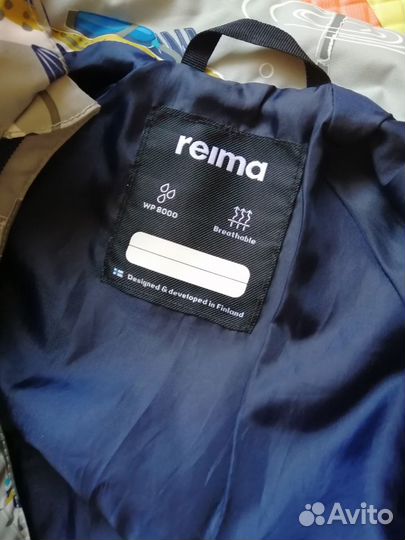 reima
WP 8000
Breathable
Designed & developed in Finland
Avito